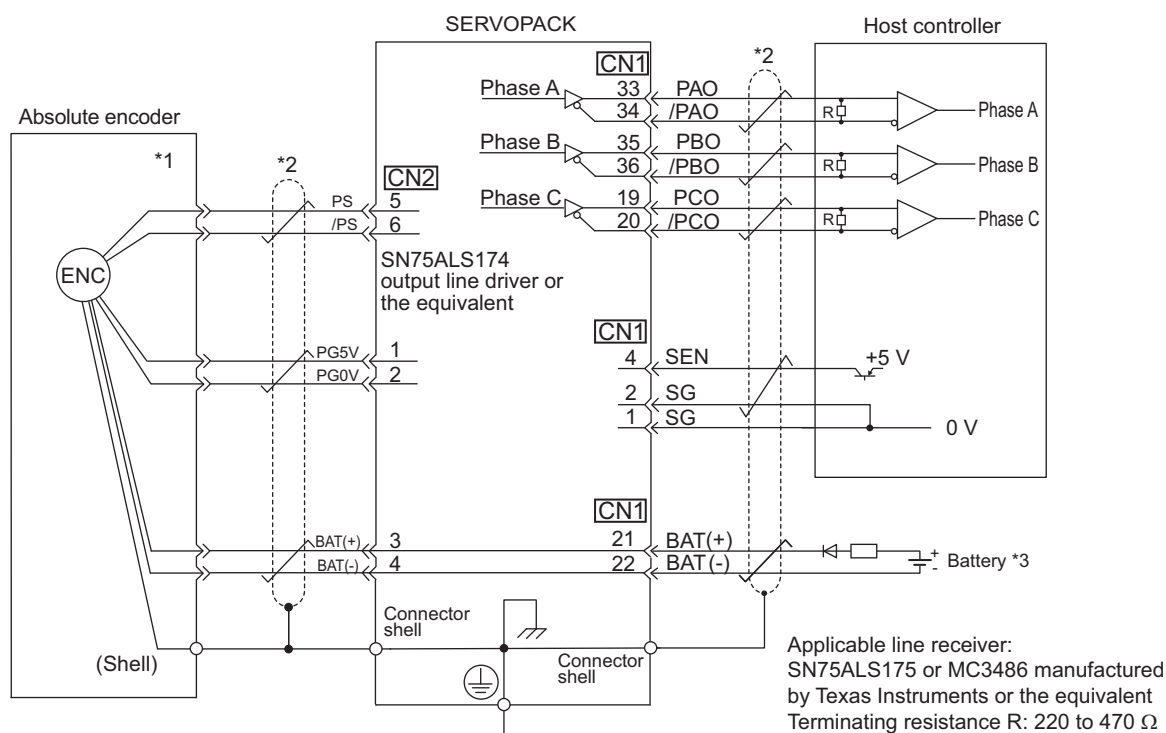 SERVOPACK
Host controller
Absolute encoder
*1
*2
*2
CN1
CN2
Phase A 33 PAO
34 /PAO R Phase A
Phase B 35 PBO
36 /PBO R Phase B
Phase C 19 PCO
20 /PCO R Phase C
PS 5
/PS 6
ENC
SN75ALS174
output line driver or
the equivalent
PG5V 1
PG0V 2
CN1
4 SEN +5 V
2 SG
1 SG 0 V
CN1
BAT(+) 3 21 BAT(+)
BAT(-) 4 22 BAT (-)
+
- Battery *3
Connector
shell
(Shell)
Connector
shell
Applicable line receiver:
SN75ALS175 or MC3486 manufactured
by Texas Instruments or the equivalent
Terminating resistance R: 220 to 470 Ω